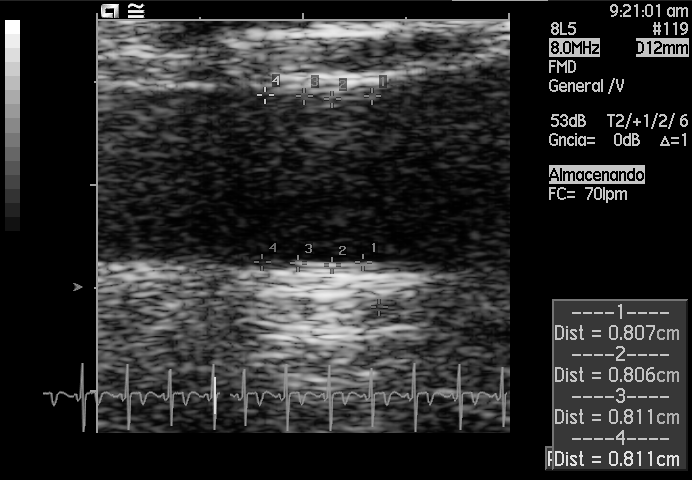 9:21:01 am
8L5 #119
8.0MHz D12mm
FMD
General /V
53dB T2/+1/2/ 6
Gncia= 0dB Δ=1
Almacenando
FC= 70lpm
4 3 2 1
4 3 2 1
----1----
Dist = 0.807cm
----2----
Dist = 0.806cm
----3----
Dist = 0.811cm
----4----
Dist = 0.811cm